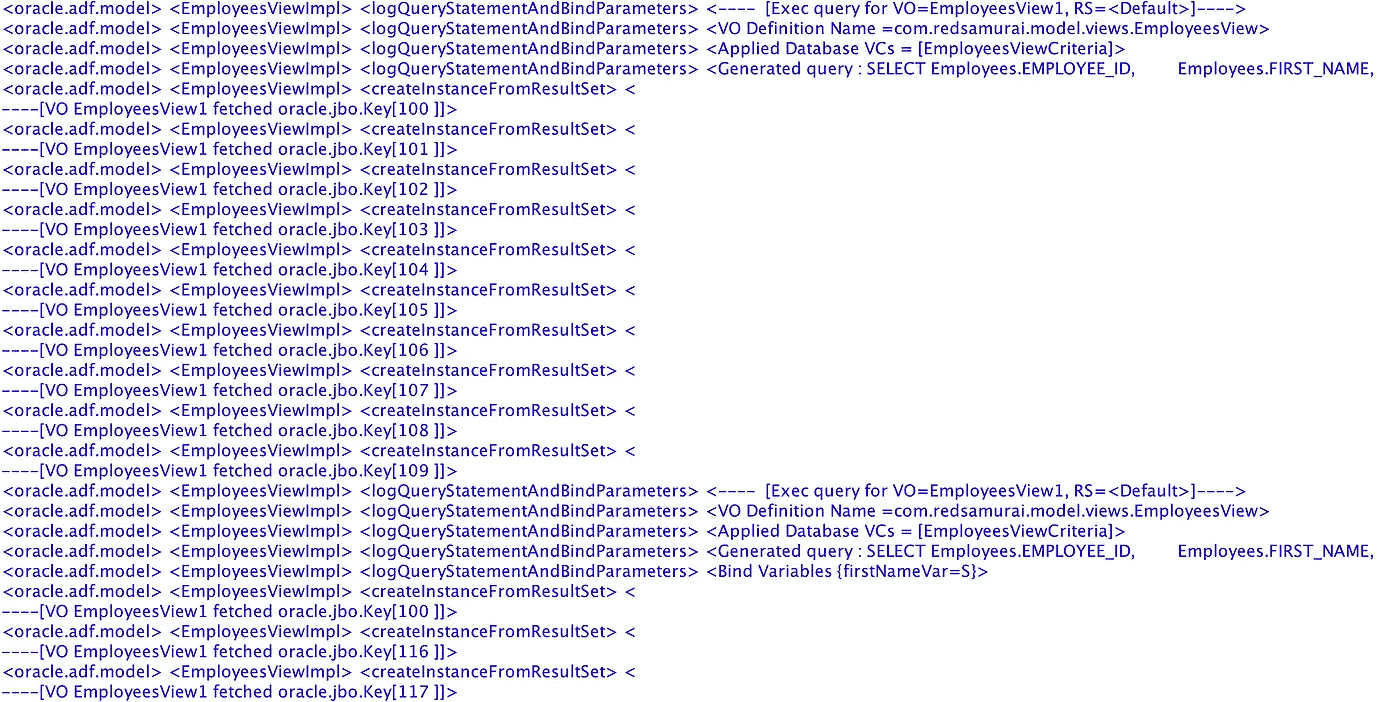 <oracle.adf.model> <EmployeesViewImpl> <logQueryStatementAndBindParameters> <---- [Exec query for VO=EmployeesView1, RS=<Default>]---->
<oracle.adf.model> <EmployeesViewImpl> <logQueryStatementAndBindParameters> <VO Definition Name =com.redsamurai.model.views.EmployeesView>
<oracle.adf.model> <EmployeesViewImpl> <logQueryStatementAndBindParameters> <Applied Database VCs = [EmployeesViewCriteria]>
<oracle.adf.model> <EmployeesViewImpl> <logQueryStatementAndBindParameters> <Generated query : SELECT Employees.EMPLOYEE_ID, Employees.FIRST_NAME,
<oracle.adf.model> <EmployeesViewImpl> <createInstanceFromResultSet> <
----[VO EmployeesView1 fetched oracle.jbo.Key[100 ]]>
<oracle.adf.model> <EmployeesViewImpl> <createInstanceFromResultSet> <
----[VO EmployeesView1 fetched oracle.jbo.Key[101 ]]>
<oracle.adf.model> <EmployeesViewImpl> <createInstanceFromResultSet> <
----[VO EmployeesView1 fetched oracle.jbo.Key[102 ]]>
<oracle.adf.model> <EmployeesViewImpl> <createInstanceFromResultSet> <
----[VO EmployeesView1 fetched oracle.jbo.Key[103 ]]>
<oracle.adf.model> <EmployeesViewImpl> <createInstanceFromResultSet> <
----[VO EmployeesView1 fetched oracle.jbo.Key[104 ]]>
<oracle.adf.model> <EmployeesViewImpl> <createInstanceFromResultSet> <
----[VO EmployeesView1 fetched oracle.jbo.Key[105 ]]>
<oracle.adf.model> <EmployeesViewImpl> <createInstanceFromResultSet> <
----[VO EmployeesView1 fetched oracle.jbo.Key[106 ]]>
<oracle.adf.model> <EmployeesViewImpl> <createInstanceFromResultSet> <
----[VO EmployeesView1 fetched oracle.jbo.Key[107 ]]>
<oracle.adf.model> <EmployeesViewImpl> <createInstanceFromResultSet> <
----[VO EmployeesView1 fetched oracle.jbo.Key[108 ]]>
<oracle.adf.model> <EmployeesViewImpl> <createInstanceFromResultSet> <
----[VO EmployeesView1 fetched oracle.jbo.Key[109 ]]>
<oracle.adf.model> <EmployeesViewImpl> <logQueryStatementAndBindParameters> <---- [Exec query for VO=EmployeesView1, RS=<Default>]---->
<oracle.adf.model> <EmployeesViewImpl> <logQueryStatementAndBindParameters> <VO Definition Name =com.redsamurai.model.views.EmployeesView>
<oracle.adf.model> <EmployeesViewImpl> <logQueryStatementAndBindParameters> <Applied Database VCs = [EmployeesViewCriteria]>
<oracle.adf.model> <EmployeesViewImpl> <logQueryStatementAndBindParameters> <Generated query : SELECT Employees.EMPLOYEE_ID, Employees.FIRST_NAME,
<oracle.adf.model> <EmployeesViewImpl> <logQueryStatementAndBindParameters> <Bind Variables {firstNameVar=S}>
<oracle.adf.model> <EmployeesViewImpl> <createInstanceFromResultSet> <
----[VO EmployeesView1 fetched oracle.jbo.Key[100 ]]>
<oracle.adf.model> <EmployeesViewImpl> <createInstanceFromResultSet> <
----[VO EmployeesView1 fetched oracle.jbo.Key[116 ]]>
<oracle.adf.model> <EmployeesViewImpl> <createInstanceFromResultSet> <
----[VO EmployeesView1 fetched oracle.jbo.Key[117 ]]>